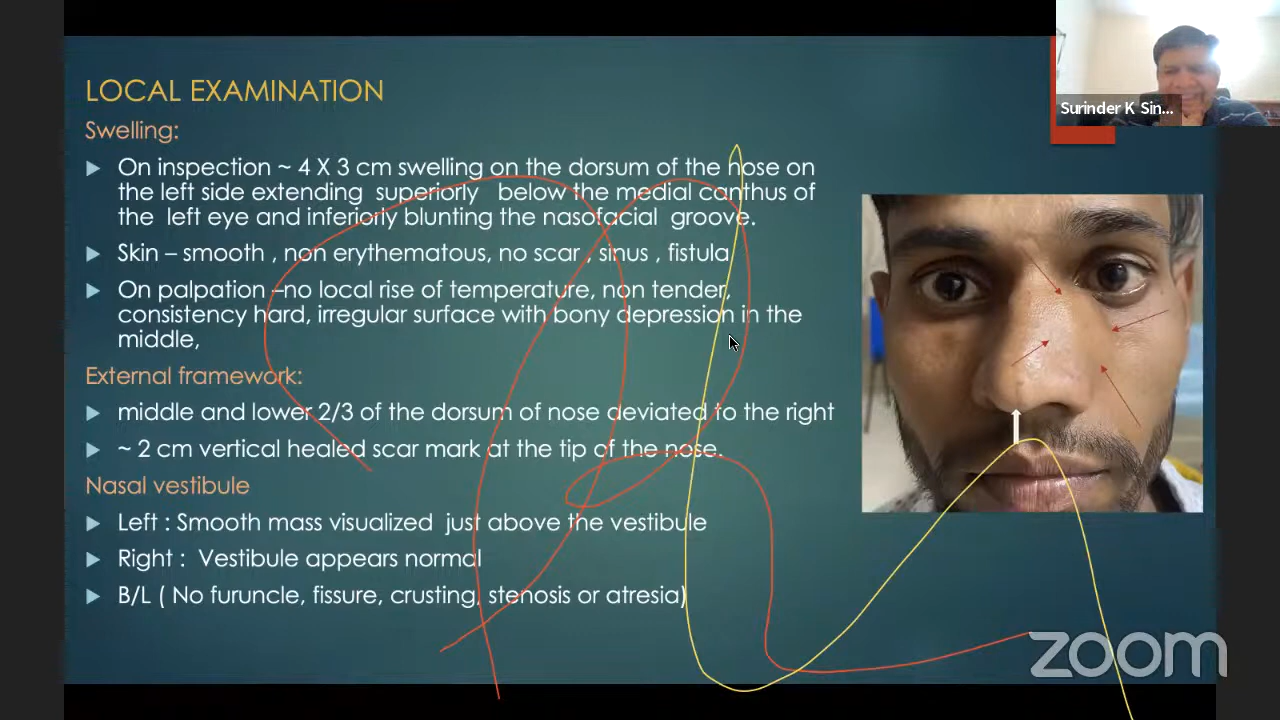 LOCAL EXAMINATION
Swelling:
On inspection ~ 4 X 3 cm swelling on the dorsum of the nose on
the left side extending superiorly below the medial canthus of
the left eye and inferiorly blunting the nasofacial groove.
Skin – smooth , non erythematous, no scar , sinus , fistula
On palpation –no local rise of temperature, non tender,
consistency hard, irregular surface with bony depression in the
middle,
External framework:
middle and lower 2/3 of the dorsum of nose deviated to the right
~ 2 cm vertical healed scar mark at the tip of the nose.
Nasal vestibule
Left : Smooth mass visualized just above the vestibule
Right : Vestibule appears normal
B/L ( No furuncle, fissure, crusting, stenosis or atresia)
Surinder K Sin...
zoom